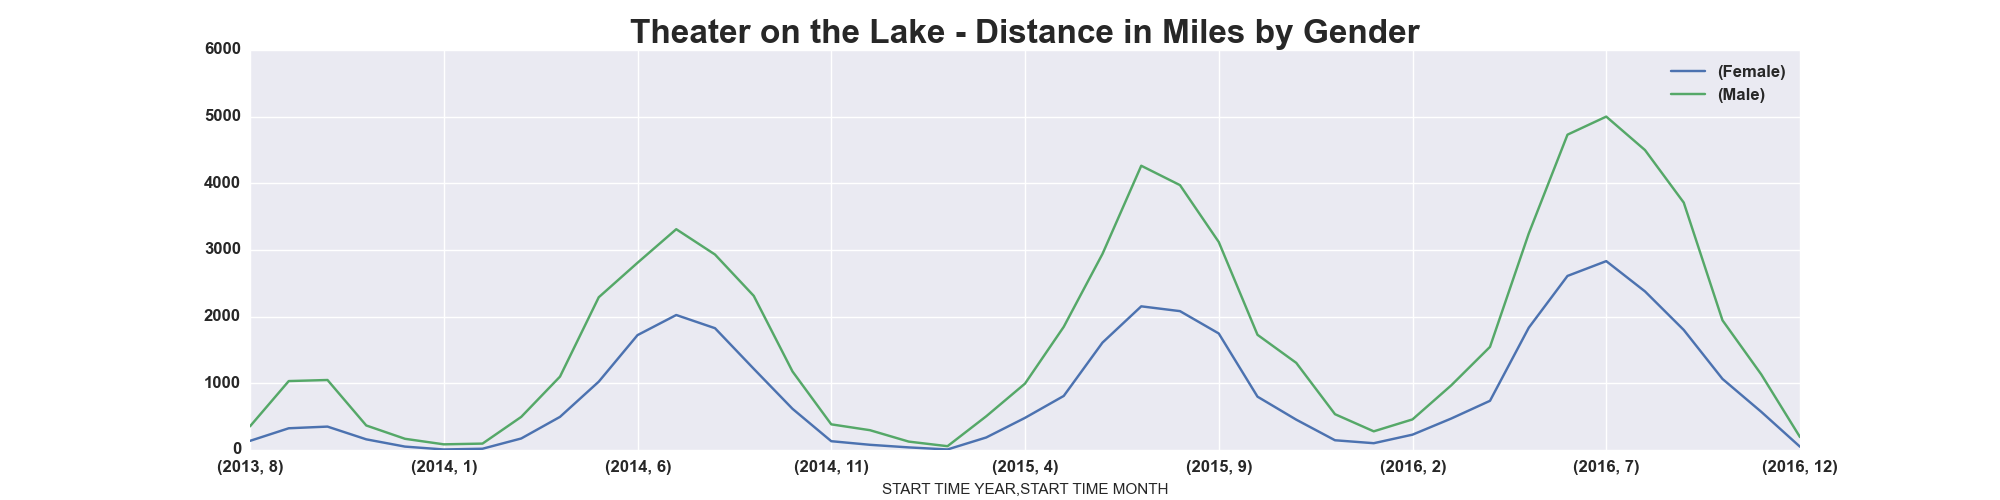 Theater on the Lake - Distance in Miles by Gender
6000
5000
4000
3000
2000
1000
0
(Female)
(Male)
(2013, 8) (2014, 1) (2014, 6) (2014, 11) (2015, 4) (2015, 9) (2016, 2) (2016, 7) (2016, 12)
START TIME YEAR,START TIME MONTH